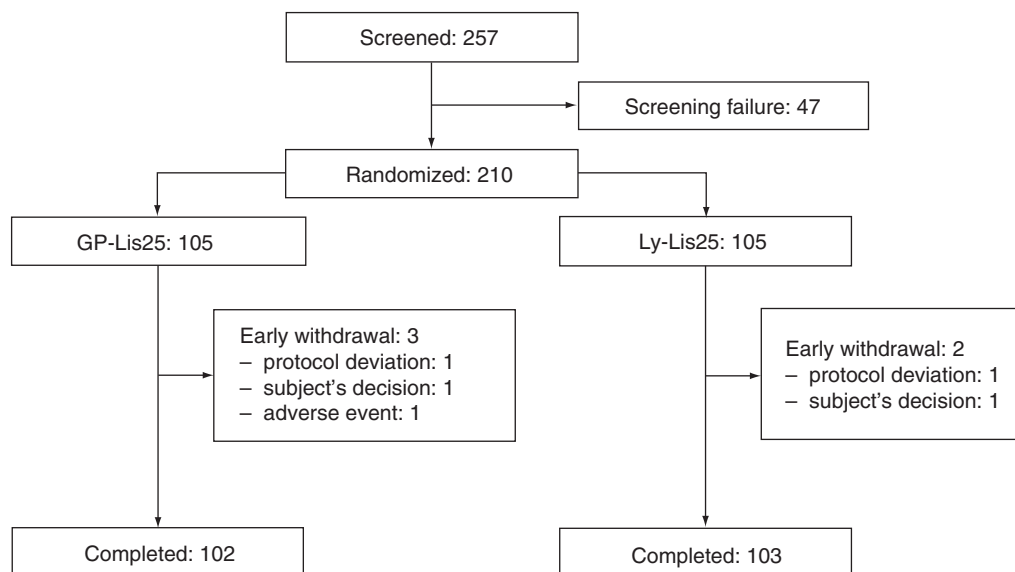 Screened: 257
Screening failure: 47
Randomized: 210
GP-Lis25: 105
Ly-Lis25: 105
Early withdrawal: 3
– protocol deviation: 1
– subject's decision: 1
– adverse event: 1
Early withdrawal: 2
– protocol deviation: 1
– subject's decision: 1
Completed: 102
Completed: 103